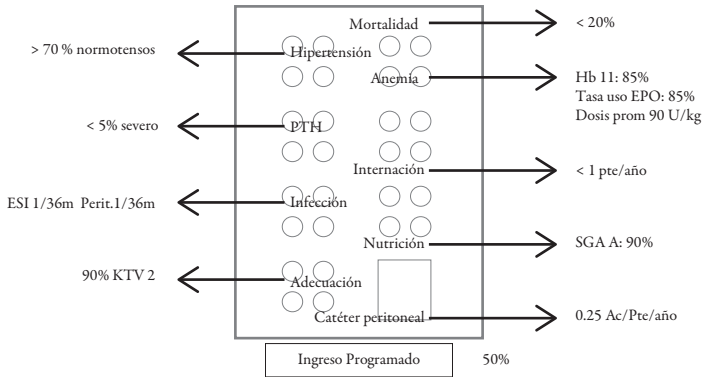 Mortalidad
< 20%
> 70 % normotensos
Hipertensión
Anemia
Hb 11: 85%
Tasa uso EPO: 85%
Dosis prom 90 U/kg
< 5% severo
PTH
Internación
< 1 pte/año
ESI 1/36m Perit.1/36m
Infección
Nutrición
SGA A: 90%
90% KTV 2
Adecuación
Catéter peritoneal
0.25 Ac/Pte/año
Ingreso Programado
50%